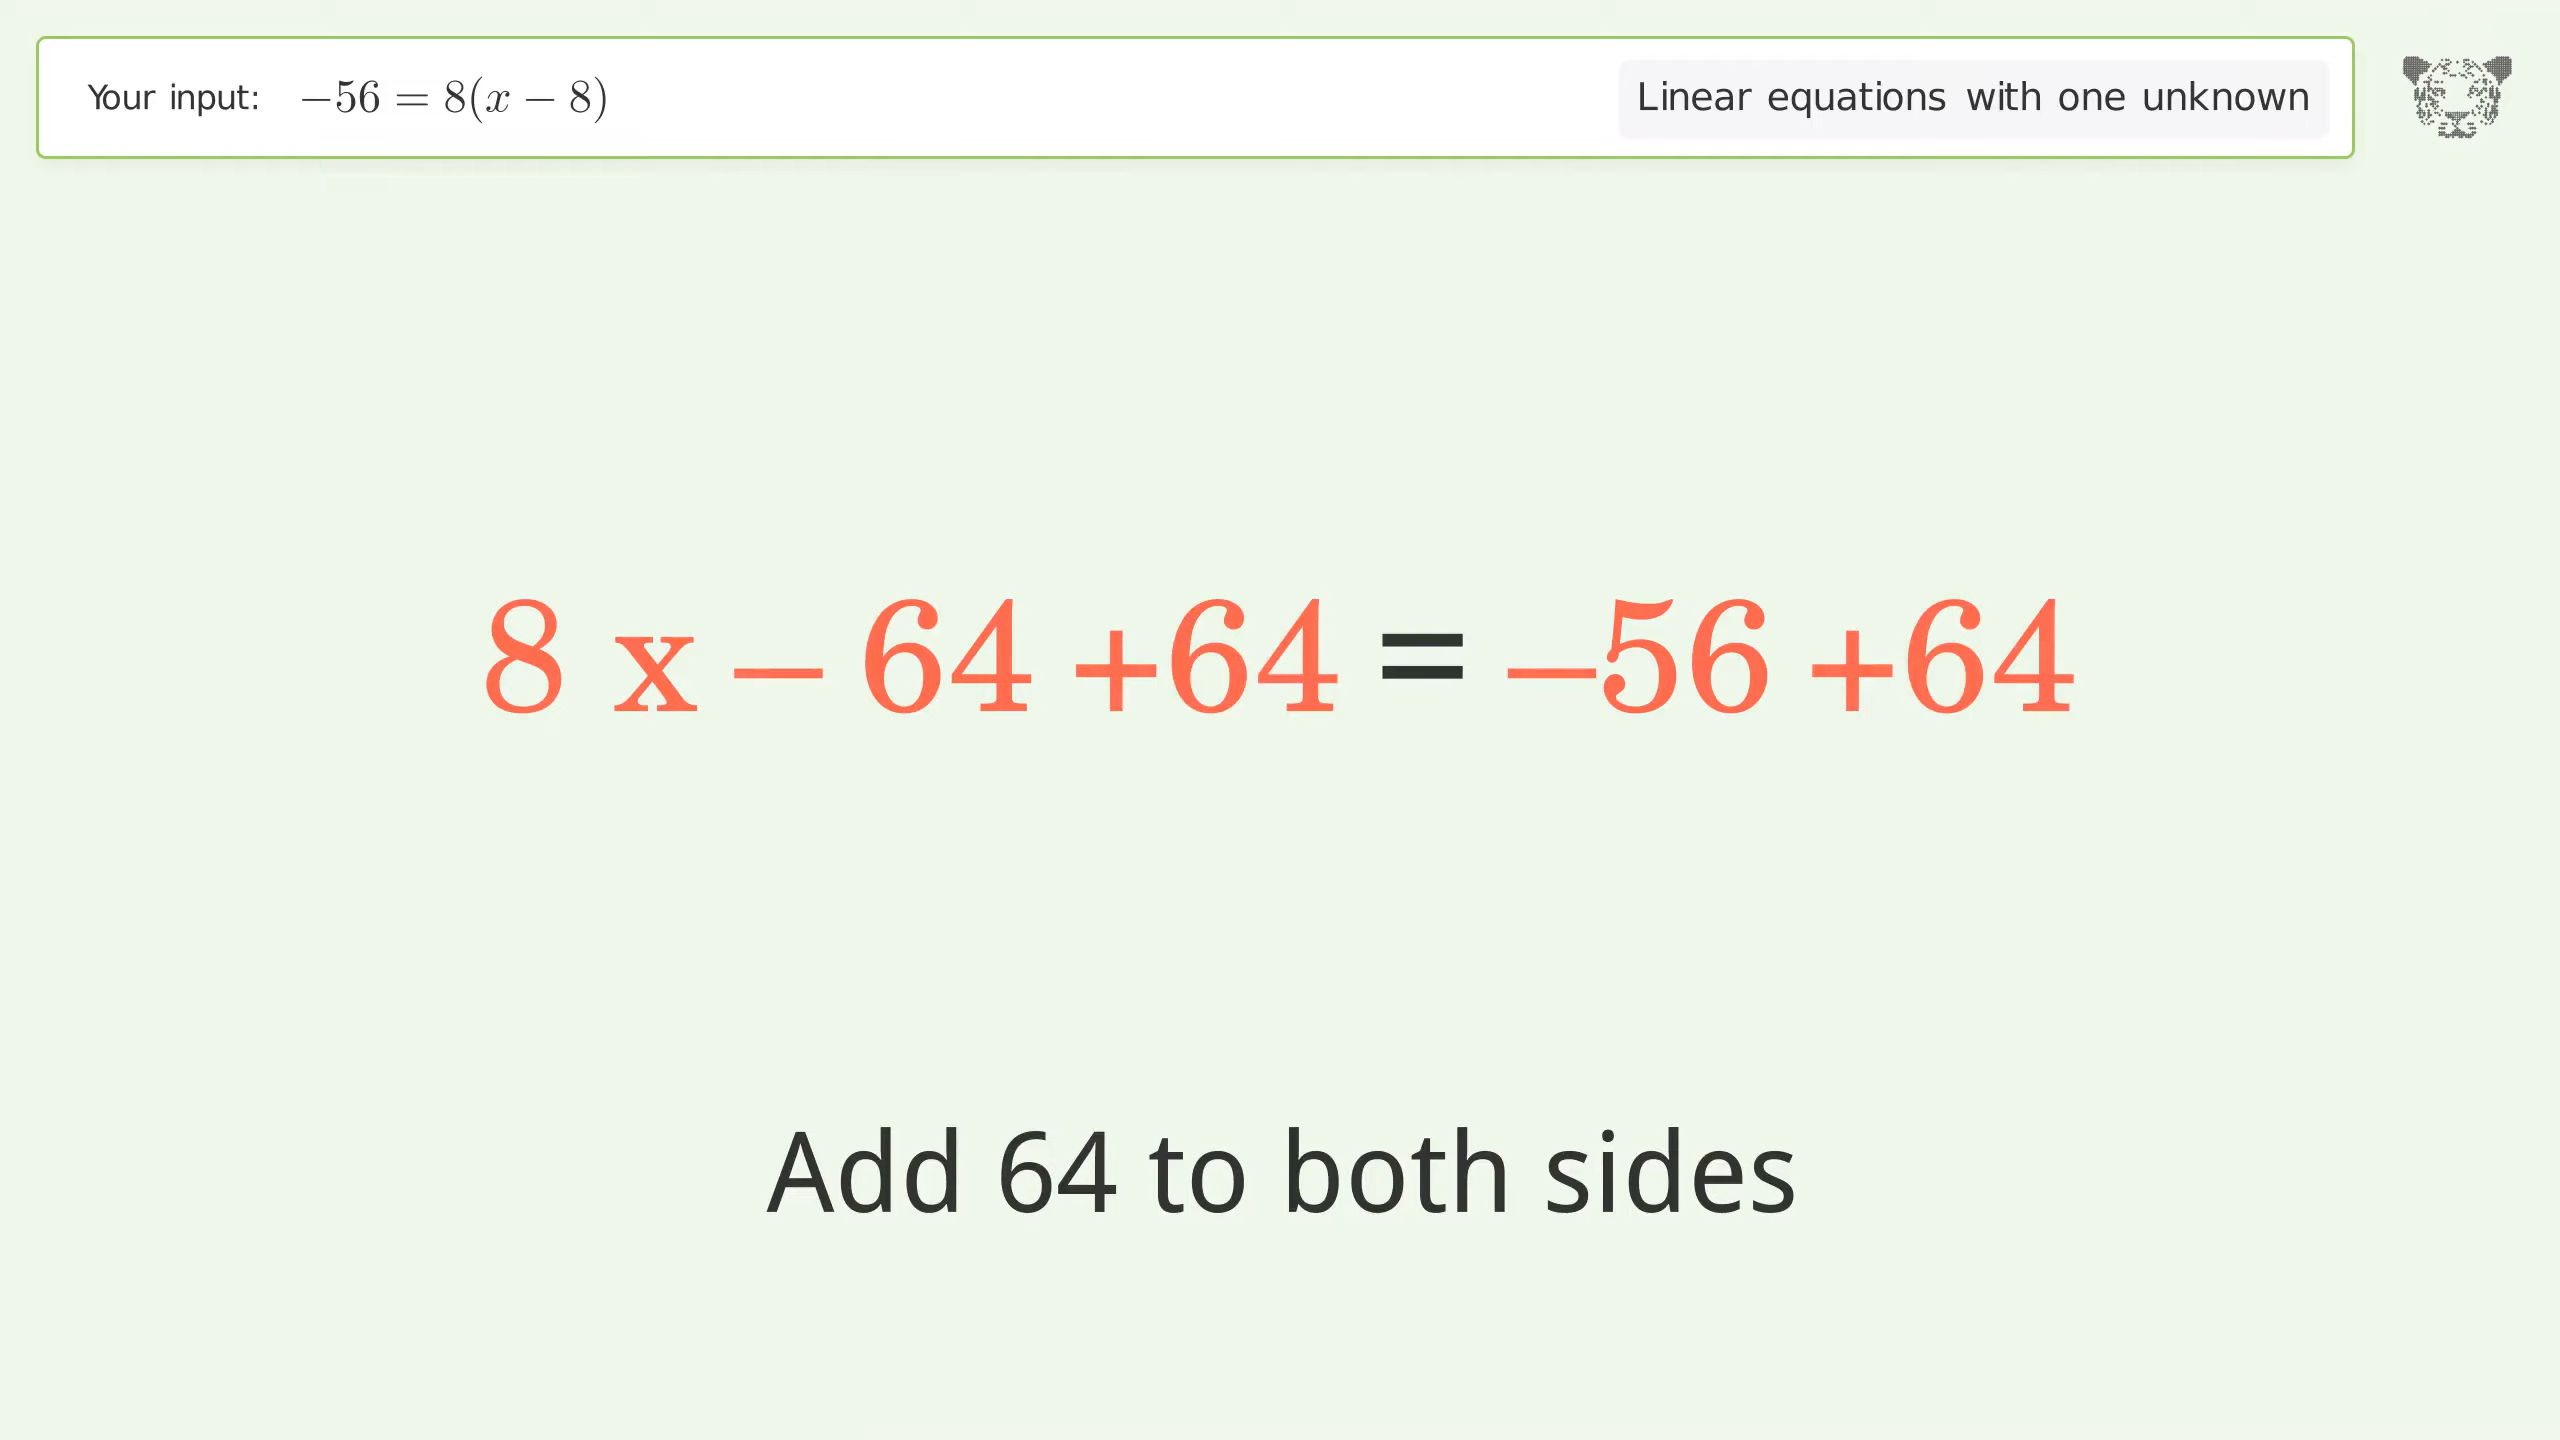 Your input: −56 = 8(x − 8)
Linear equations with one unknown
8 x − 64 +64 = −56 +64
Add 64 to both sides